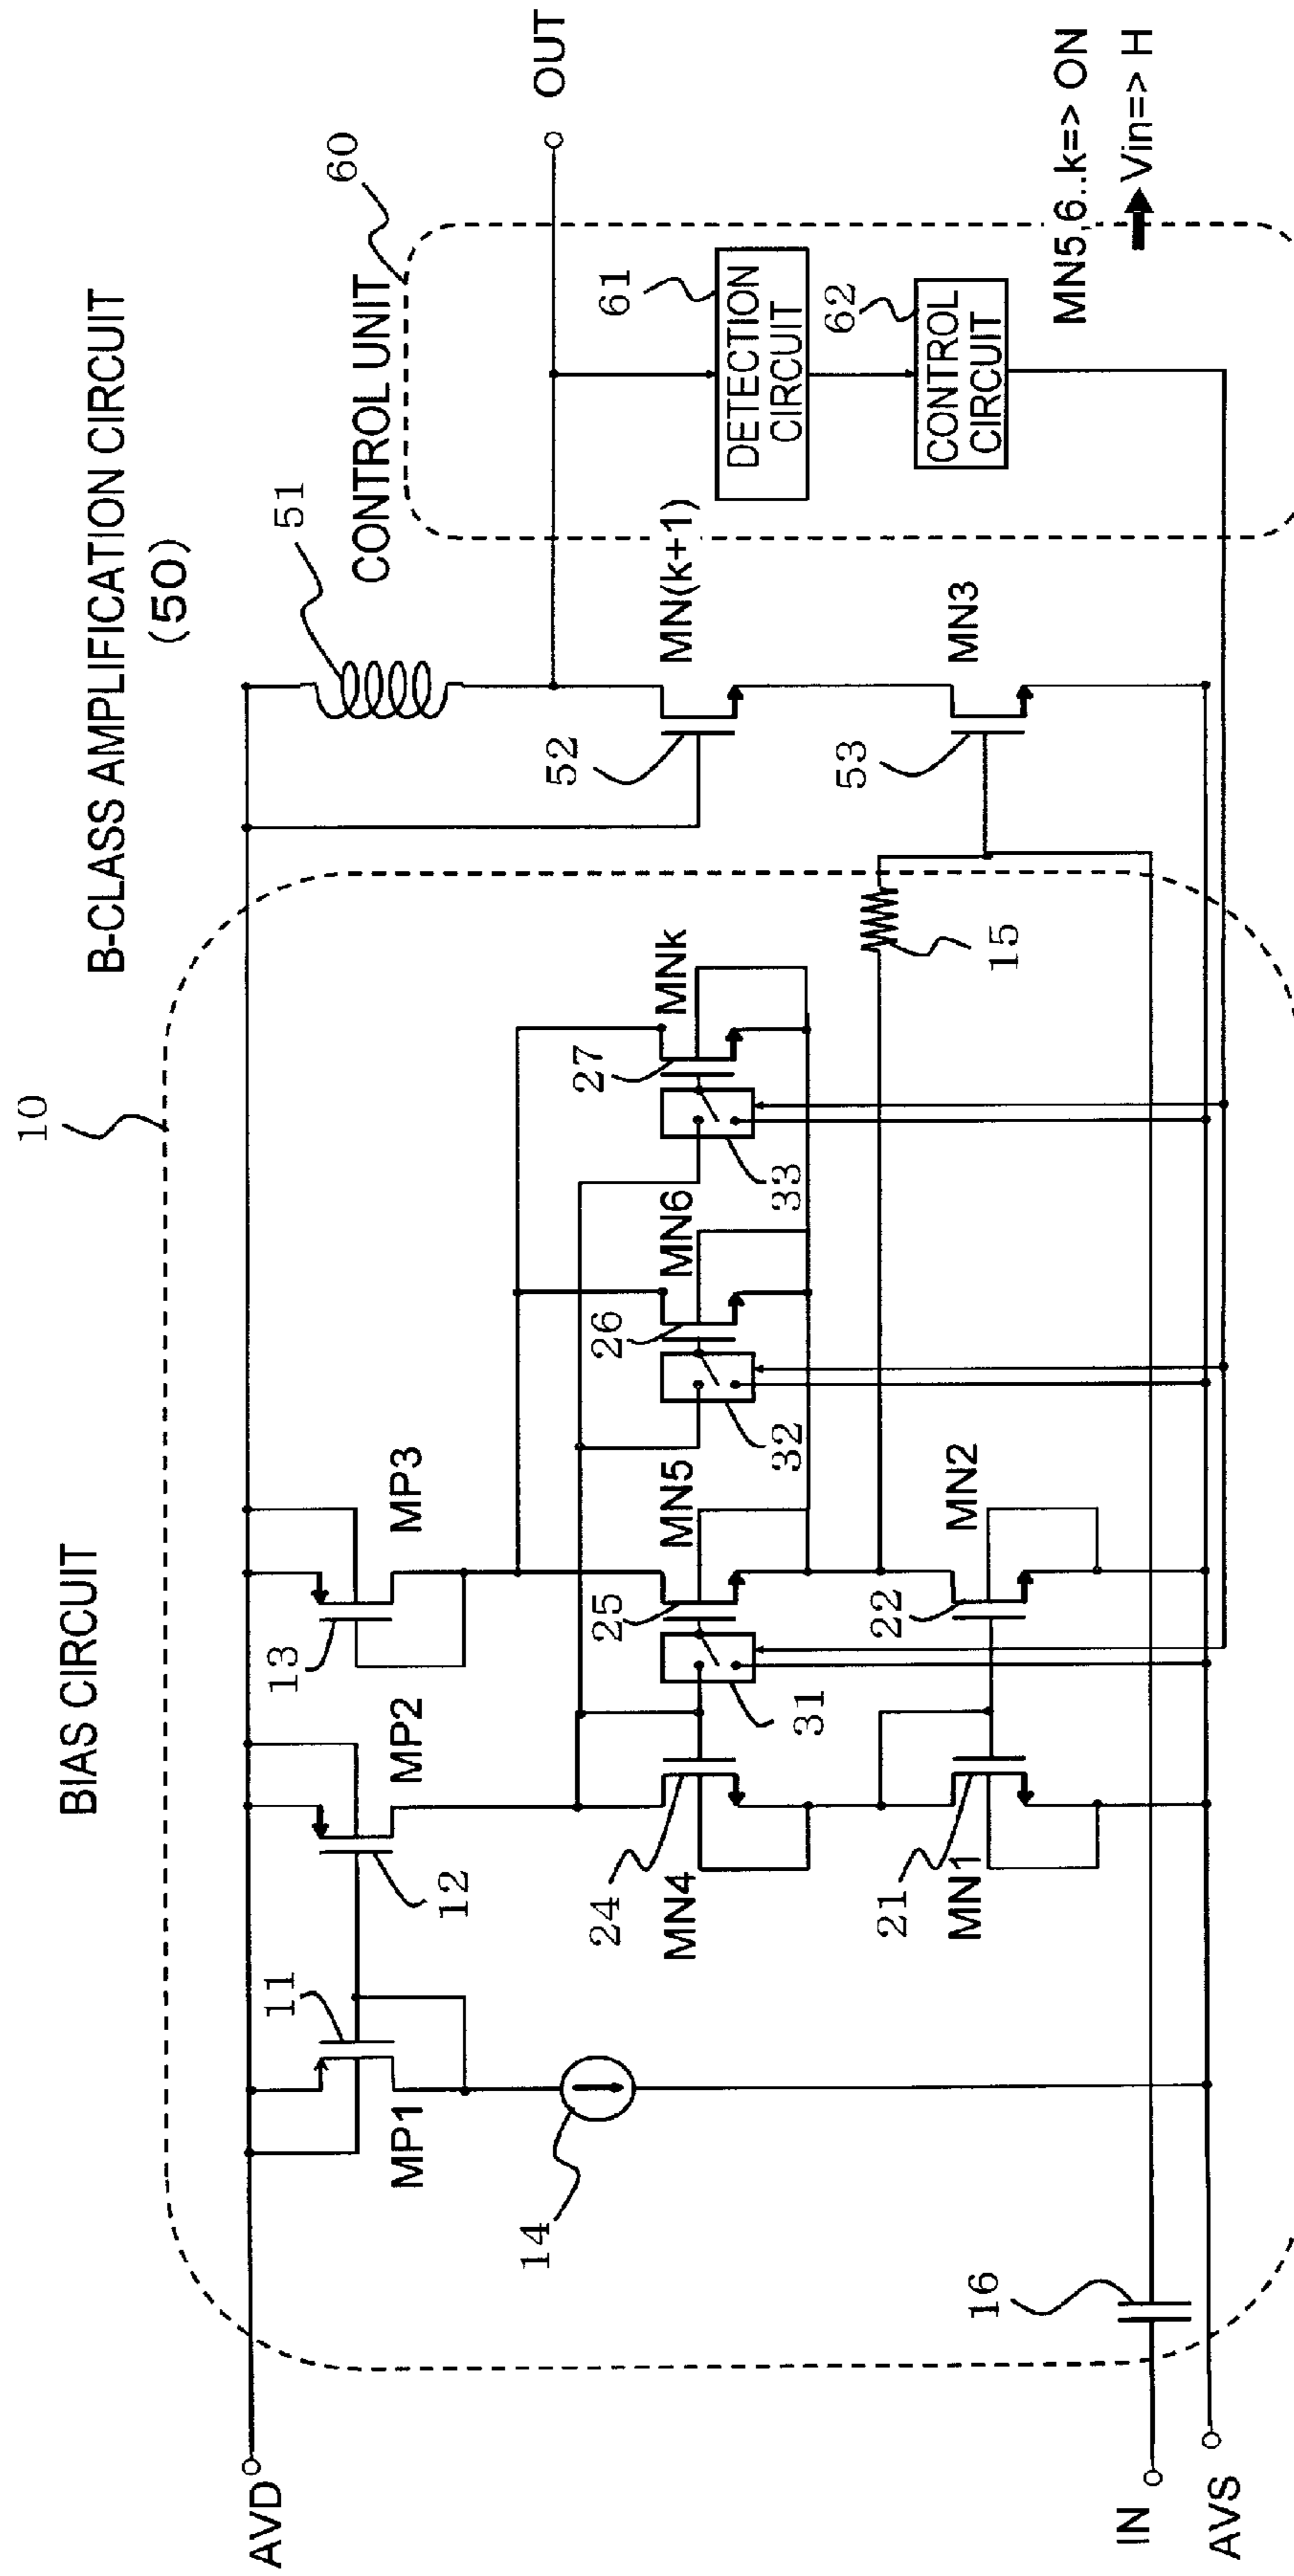 BIAS CIRCUIT
B-CLASS AMPLIFICATION CIRCUIT
(50)
10
CONTROL UNIT
60
51
AVD
OUT
11
MP1
12
MP2
13
MP3
14
24
MN4
25
MN5
31
26
MN6
32
27
MNk
33
52
MN(k+1)
61
DETECTION
CIRCUIT
62
CONTROL
CIRCUIT
21
MN1
22
MN2
15
53
MN3
MN5,6..k=> ON
Vin=> H
16
IN
AVS